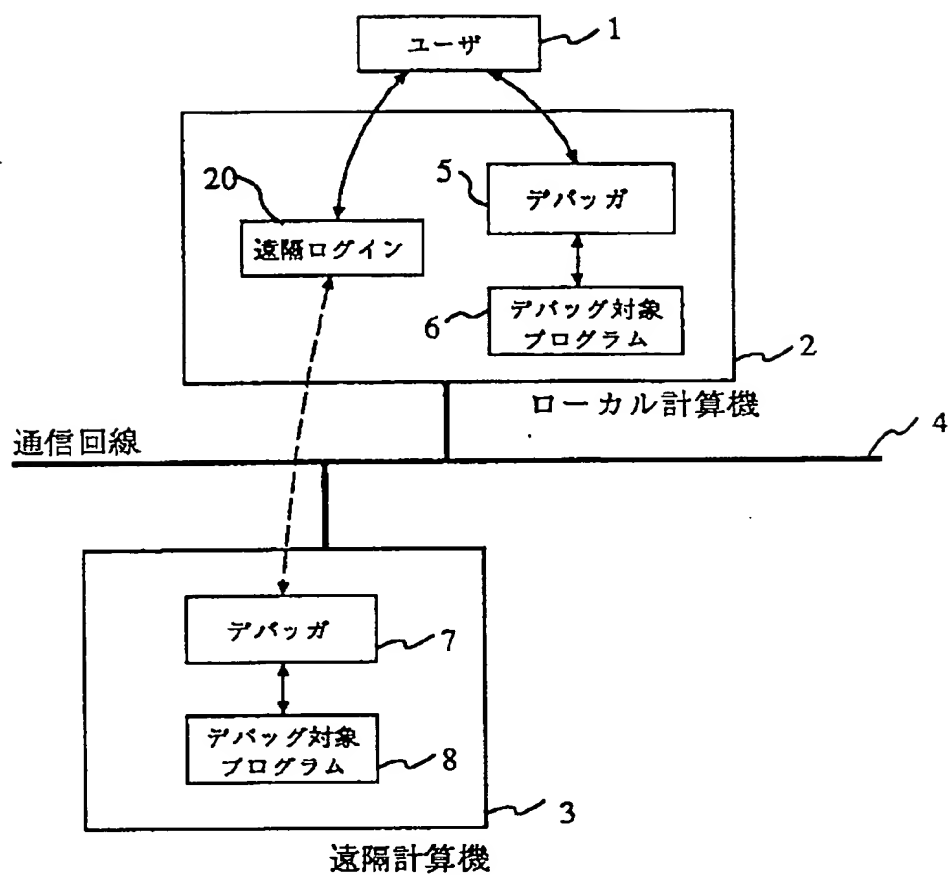 ユーザ
1
20
遠隔ログイン
5
デバッガ
6
デバッグ対象
プログラム
2
ローカル計算機
通信回線
4
デバッガ
7
デバッグ対象
プログラム
8
3
遠隔計算機